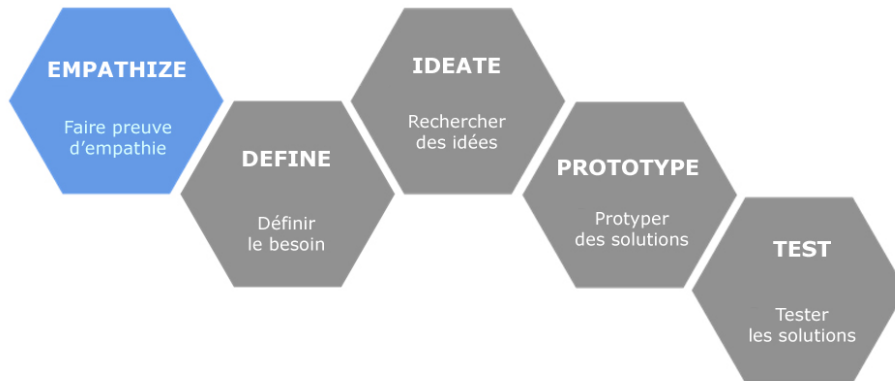 EMPATHIZE
Faire preuve
d'empathie
DEFINE
Définir
le besoin
IDEATE
Rechercher
des idées
PROTOTYPE
Protyper
des solutions
TEST
Tester
les solutions